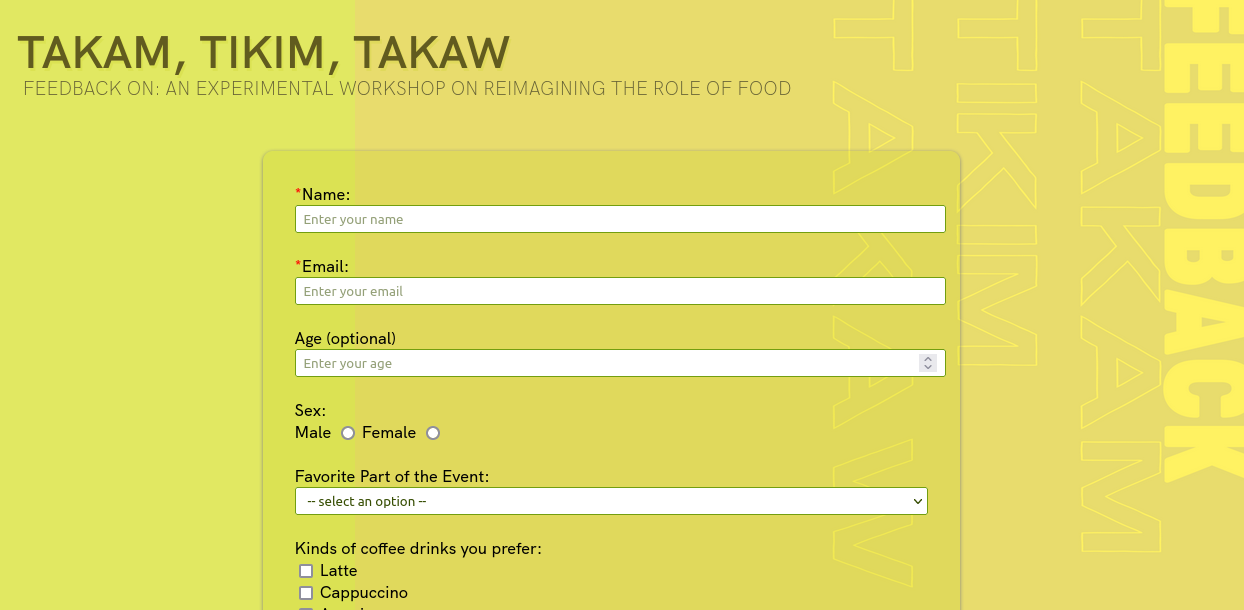 TAKAM, TIKIM, TAKAW
FEEDBACK ON: AN EXPERIMENTAL WORKSHOP ON REIMAGINING THE ROLE OF FOOD
*Name:
Enter your name
*Email:
Enter your email
Age (optional)
Enter your age
Sex:
Male Female
Favorite Part of the Event:
-- select an option --
Kinds of coffee drinks you prefer:
Latte
Cappuccino
FEEDBACK
TAKAM
TIKIM
TAKAW